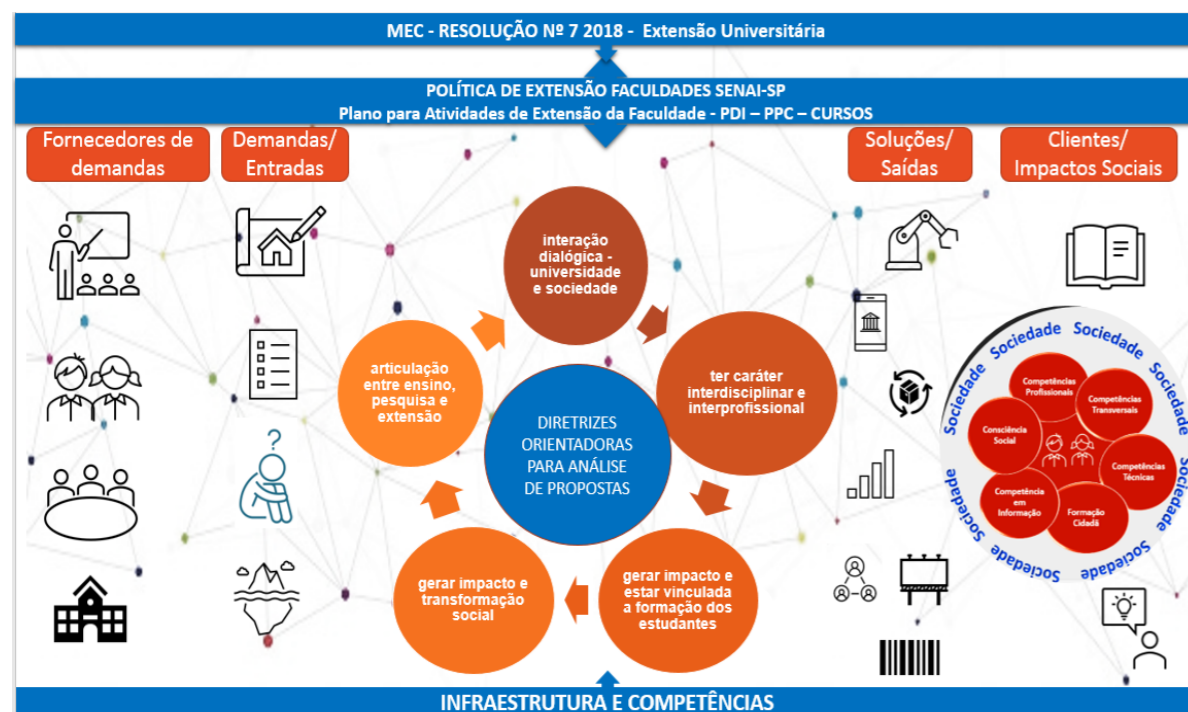 MEC - RESOLUÇÃO Nº 7 2018 - Extensão Universitária
POLÍTICA DE EXTENSÃO FACULDADES SENAI-SP
Plano para Atividades de Extensão da Faculdade - PDI – PPC – CURSOS
Fornecedores de
demandas
Demandas/
Entradas
Soluções/
Saídas
Clientes/
Impactos Sociais
interação
dialógica -
universidade
e sociedade
ter caráter
interdisciplinar e
interprofissional
gerar impacto e
estar vinculada
a formação dos
estudantes
gerar impacto e
transformação
social
articulação
entre ensino,
pesquisa e
extensão
DIRETRIZES
ORIENTADORAS
PARA ANÁLISE
DE PROPOSTAS
Sociedade
Sociedade
Sociedade
Sociedade
Sociedade
Sociedade
Sociedade
Sociedade
Sociedade
Competências
Profissionais
Competências
Transversais
Competências
Técnicas
Formação
Cidadã
Competência
em
Informação
Consciência
Social
INFRAESTRUTURA E COMPETÊNCIAS